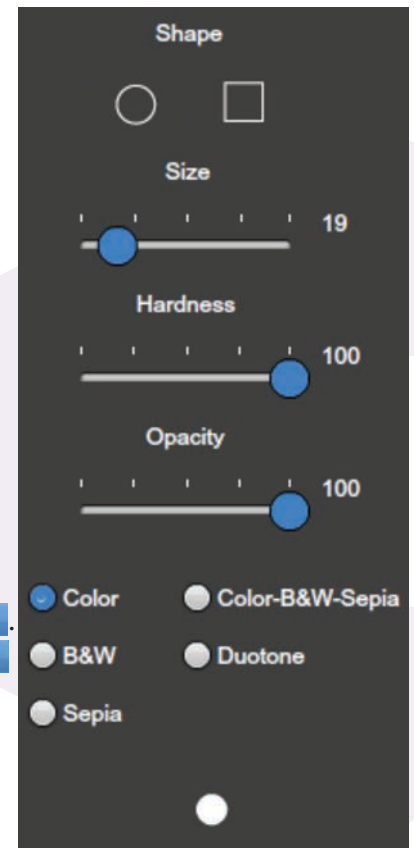 Shape
Size
19
Hardness
100
Opacity
100
Color Color-B&W-Sepia
.
B&W Duotone
Sepia